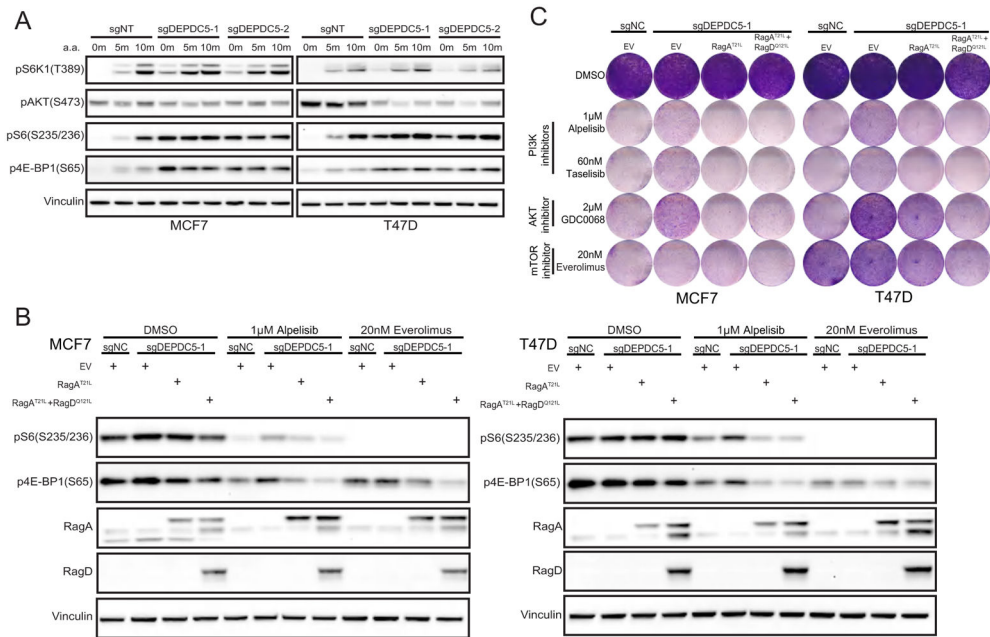 A
sgNT sgDEPDC5-1 sgDEPDC5-2 sgNT sgDEPDC5-1 sgDEPDC5-2
a.a. 0m 5m 10m 0m 5m 10m 0m 5m 10m 0m 5m 10m 0m 5m 10m 0m 5m 10m
pS6K1(T389)
pAKT(S473)
pS6(S235/236)
p4E-BP1(S65)
Vinculin
MCF7 T47D
C
sgNC sgDEPDC5-1 sgNC sgDEPDC5-1
EV EV RagA^T21L RagA^T21L + RagD^Q121L EV EV RagA^T21L RagA^T21L + RagD^Q121L
DMSO
PI3K inhibitors
1µM Alpelisib
60nM Taselisib
AKT inhibitor
2µM GDC0068
mTOR inhibitor
20nM Everolimus
MCF7 T47D
B
MCF7
DMSO 1µM Alpelisib 20nM Everolimus
sgNC sgDEPDC5-1 sgNC sgDEPDC5-1 sgNC sgDEPDC5-1
EV + + + + + +
RagA^T21L + + +
RagA^T21L+RagD^Q121L + + +
pS6(S235/236)
p4E-BP1(S65)
RagA
RagD
Vinculin
T47D
DMSO 1µM Alpelisib 20nM Everolimus
sgNC sgDEPDC5-1 sgNC sgDEPDC5-1 sgNC sgDEPDC5-1
EV + + + + + +
RagA^T21L + + +
RagA^T21L+RagD^Q121L + + +
pS6(S235/236)
p4E-BP1(S65)
RagA
RagD
Vinculin